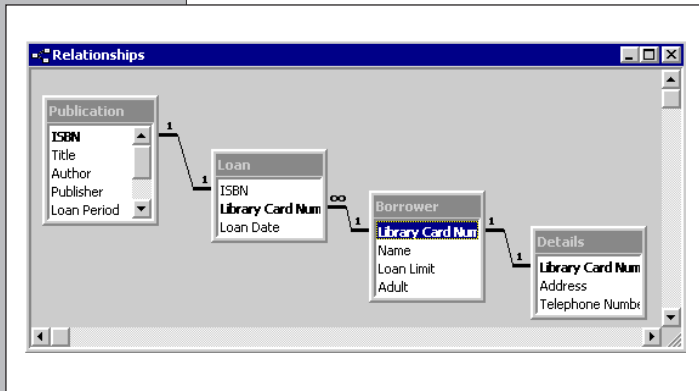 Relationships
Publication
ISBN
Title
Author
Publisher
Loan Period
1
1
Loan
ISBN
Library Card Num
Loan Date
∞
1
Borrower
Library Card Num
Name
Loan Limit
Adult
1
1
Details
Library Card Num
Address
Telephone Numbe